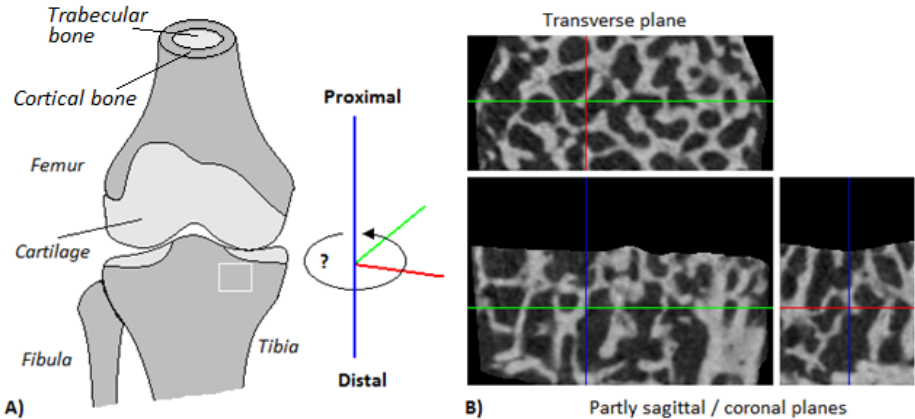 Trabecular
bone
Cortical bone
Femur
Cartilage
Fibula
Tibia
Proximal
?
Distal
A)
Transverse plane
B)
Partly sagittal / coronal planes